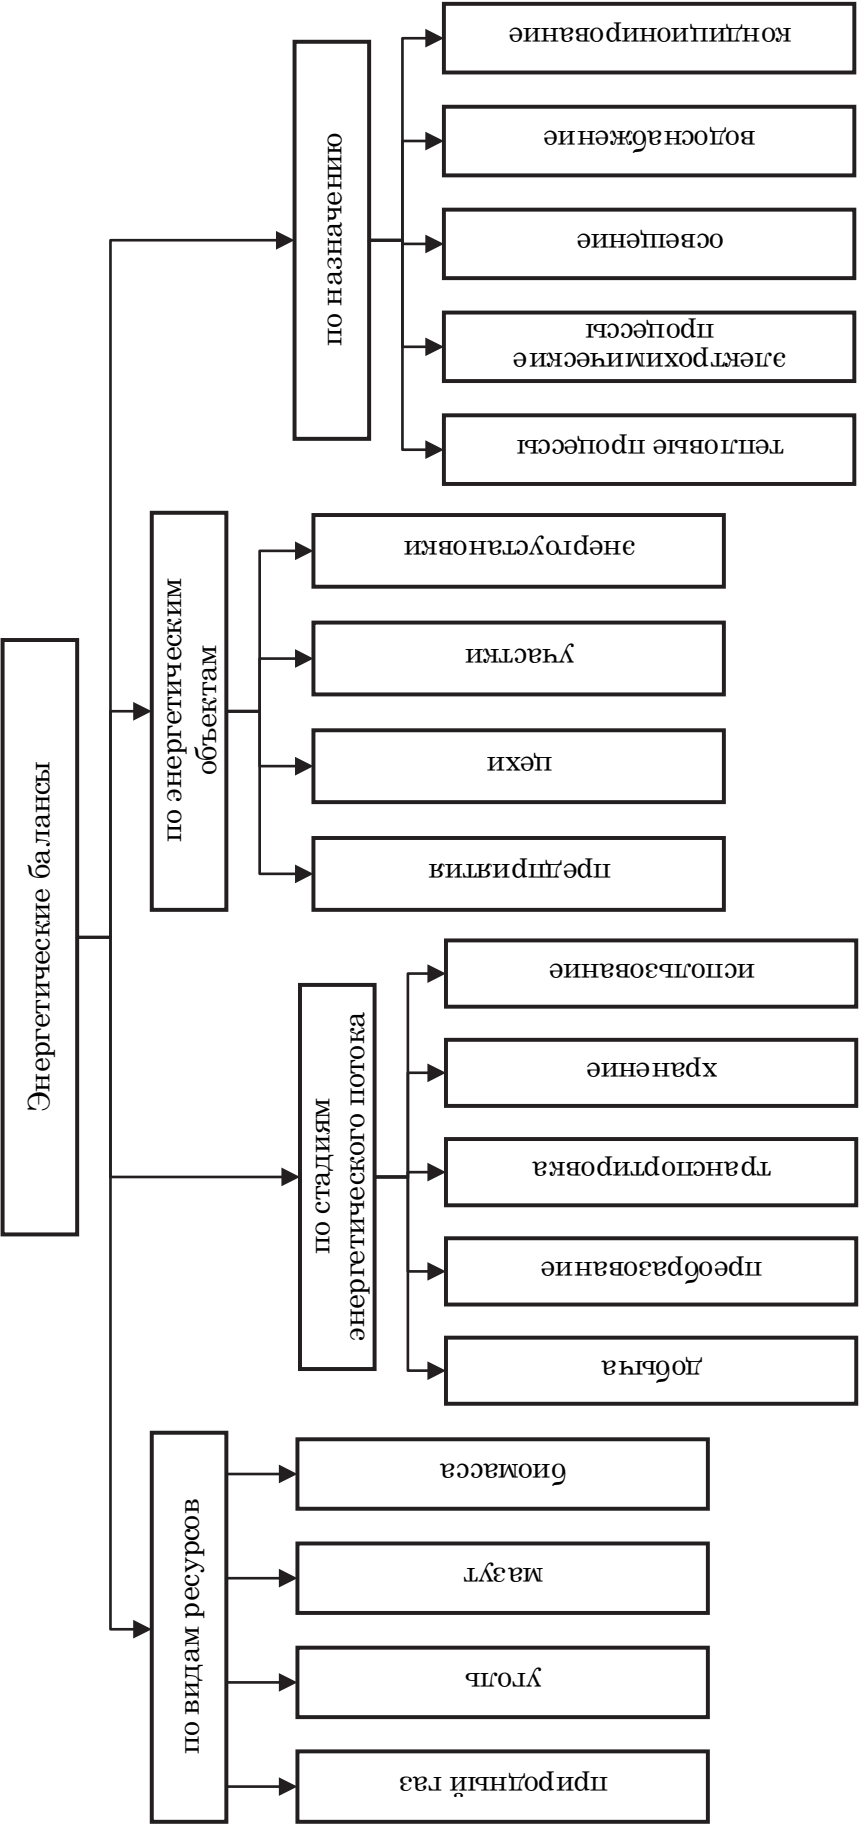 Энергетические балансы
по видам ресурсов
природный газ
уголь
мазут
биомасса
по стадиям
энергетического потока
добыча
преобразование
транспортировка
хранение
использование
по энергетическим
объектам
предприятия
цехи
участки
энергоустановки
по назначению
тепловые процессы
электрохимические
процессы
освещение
водоснабжение
кондиционирование